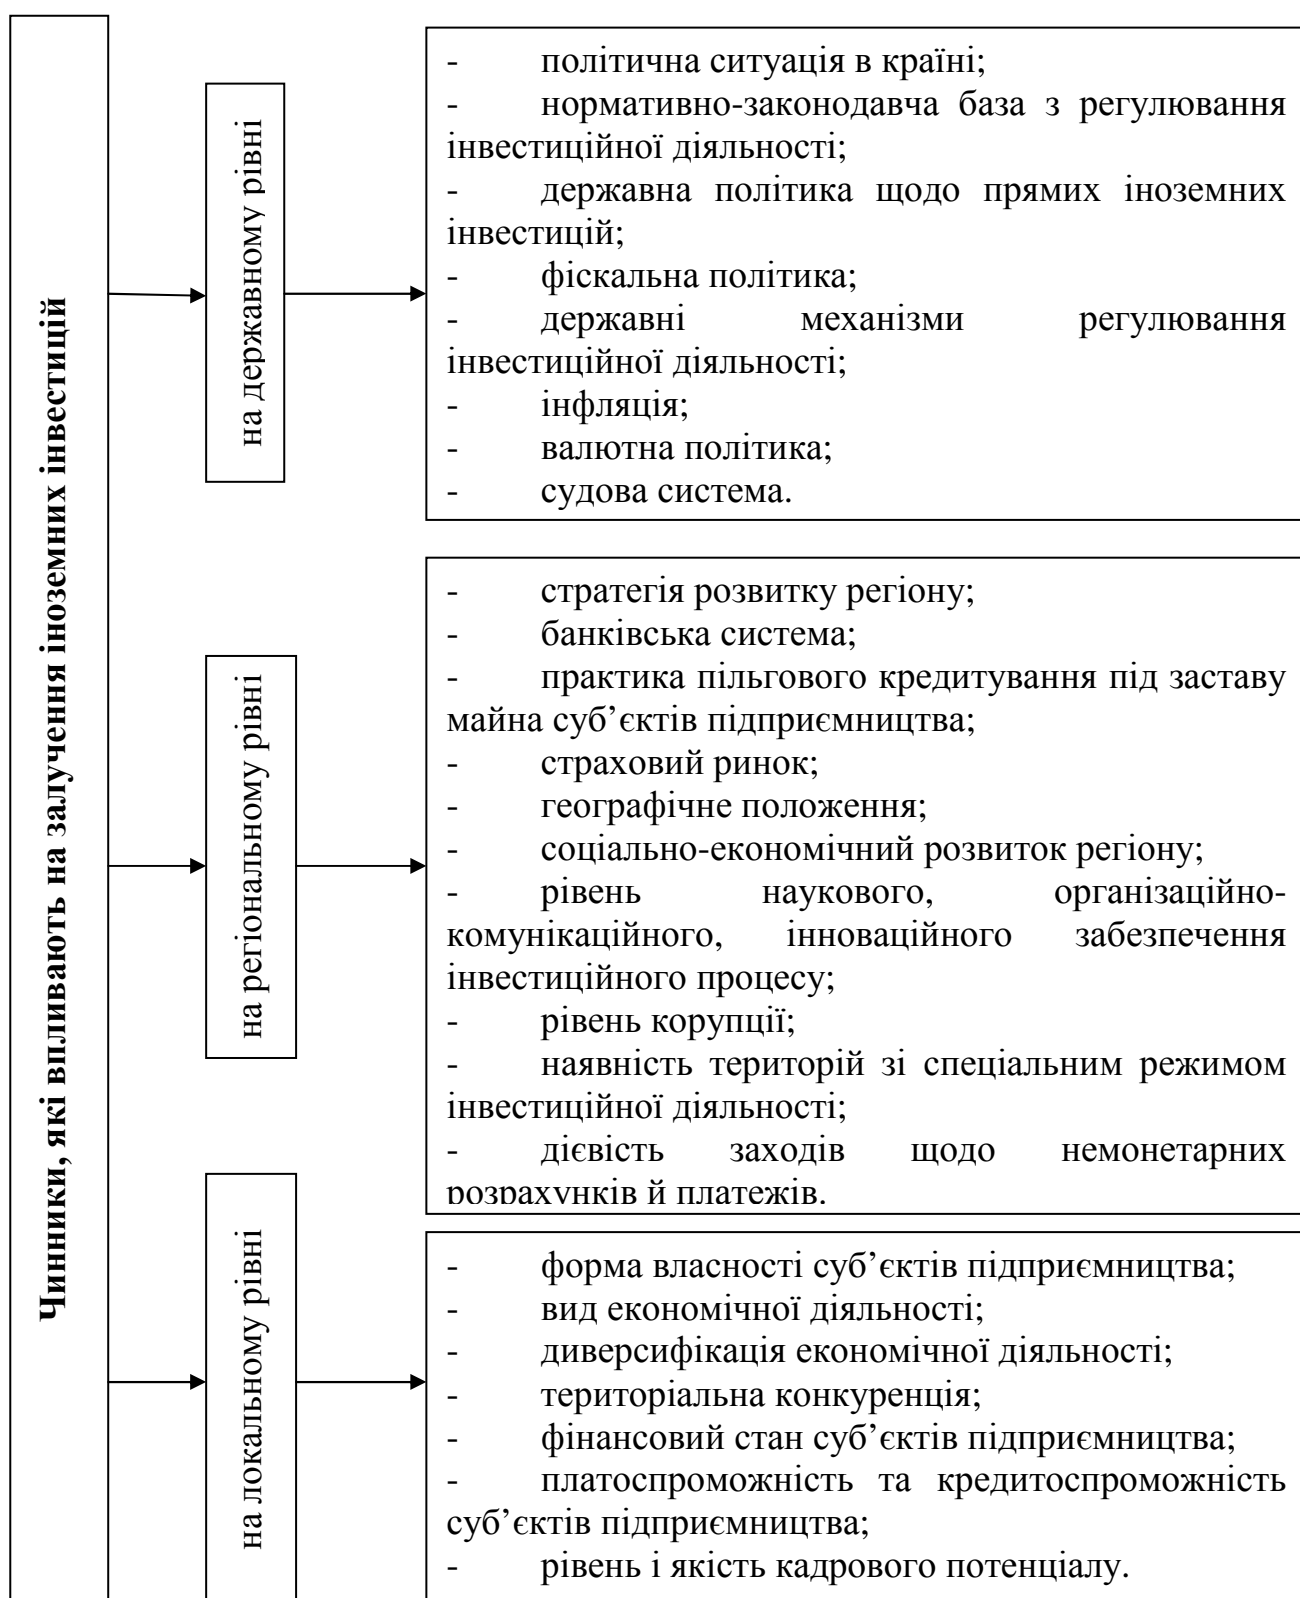 Чинники, які впливають на залучення іноземних інвестицій
на державному рівні
- політична ситуація в країні;
- нормативно-законодавча база з регулювання
інвестиційної діяльності;
- державна політика щодо прямих іноземних
інвестицій;
- фіскальна політика;
- державні механізми регулювання
інвестиційної діяльності;
- інфляція;
- валютна політика;
- судова система.
на регіональному рівні
- стратегія розвитку регіону;
- банківська система;
- практика пільгового кредитування під заставу
майна суб’єктів підприємництва;
- страховий ринок;
- географічне положення;
- соціально-економічний розвиток регіону;
- рівень наукового, організаційно-
комунікаційного, інноваційного забезпечення
інвестиційного процесу;
- рівень корупції;
- наявність територій зі спеціальним режимом
інвестиційної діяльності;
- дієвість заходів щодо немонетарних
розрахунків й платежів.
на локальному рівні
- форма власності суб’єктів підприємництва;
- вид економічної діяльності;
- диверсифікація економічної діяльності;
- територіальна конкуренція;
- фінансовий стан суб’єктів підприємництва;
- платоспроможність та кредитоспроможність
суб’єктів підприємництва;
- рівень і якість кадрового потенціалу.